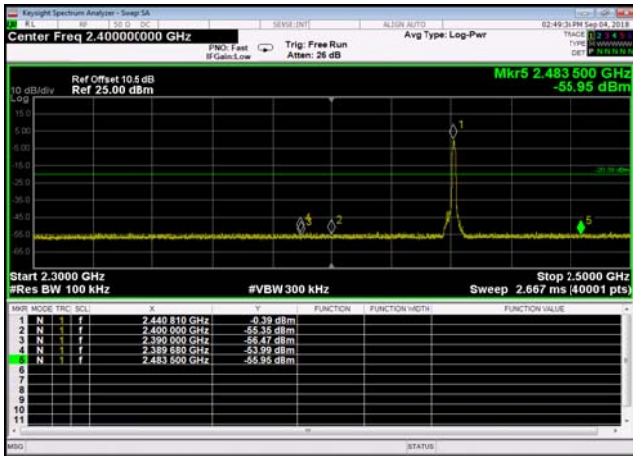 Keysight Spectrum Analyzer - Swept SA
RL RF 50 Ω DC SENSE:INT ALIGN AUTO 02:49:31 PM Sep 04, 2018
Center Freq 2.400000000 GHz
PNO: Fast
IFGain:Low
Trig: Free Run
Atten: 26 dB
Avg Type: Log-Pwr
TRACE 1 2 3 4 5 6
TYPE M WWWWW
DET P N N N N N
Ref Offset 10.5 dB
Ref 25.00 dBm
Mkr5 2.483 500 GHz
-55.95 dBm
10 dB/div
Log
15.0
5.00
-5.00
-15.0
-25.0
-35.0
-45.0
-55.0
-65.0
-20.39 dBm
1
4
3
2
5
Start 2.3000 GHz
Stop 2.5000 GHz
#Res BW 100 kHz
#VBW 300 kHz
Sweep 2.667 ms (40001 pts)
MKR MODE TRC SCL X Y FUNCTION FUNCTION WIDTH FUNCTION VALUE
1 N 1 f 2.440 810 GHz -0.39 dBm
2 N 1 f 2.400 000 GHz -55.35 dBm
3 N 1 f 2.390 000 GHz -56.47 dBm
4 N 1 f 2.389 680 GHz -53.99 dBm
5 N 1 f 2.483 500 GHz -55.95 dBm
6
7
8
9
10
11
MSG STATUS